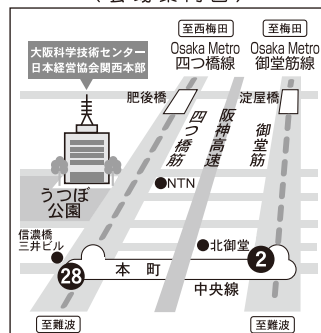 至西梅田
至梅田
Osaka Metro
四つ橋線
Osaka Metro
御堂筋線
大阪科学技術センター
日本経営協会関西本部
肥後橋
淀屋橋
四つ橋筋
阪神高速
御堂筋
うつぼ
公園
●NTN
信濃橋
三井ビル
●北御堂
28
本町
2
中央線
至難波
至難波